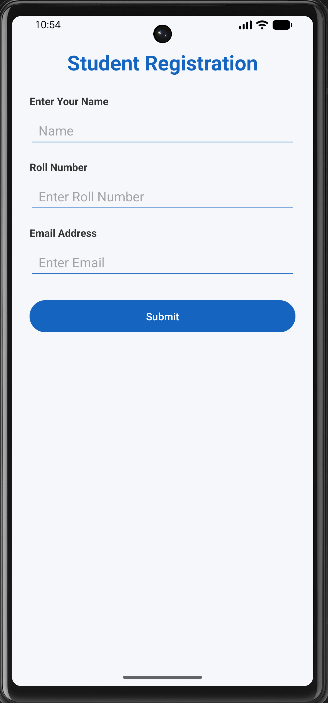 10:54
Student Registration
Enter Your Name
Name
Roll Number
Enter Roll Number
Email Address
Enter Email
Submit